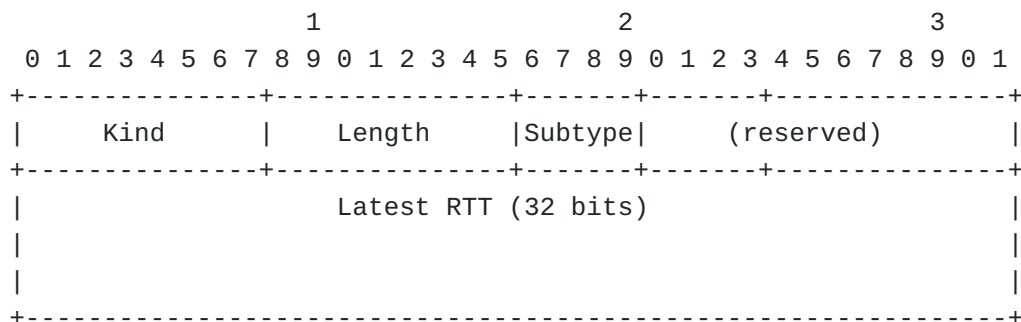 1                   2                   3
 0 1 2 3 4 5 6 7 8 9 0 1 2 3 4 5 6 7 8 9 0 1 2 3 4 5 6 7 8 9 0 1
+---------------+---------------+-------+-------+---------------+
|     Kind      |    Length     |Subtype|     (reserved)        |
+---------------+---------------+-------+-------+---------------+
|                    Latest RTT (32 bits)                       |
|                                                               |
|                                                               |
+---------------------------------------------------------------+